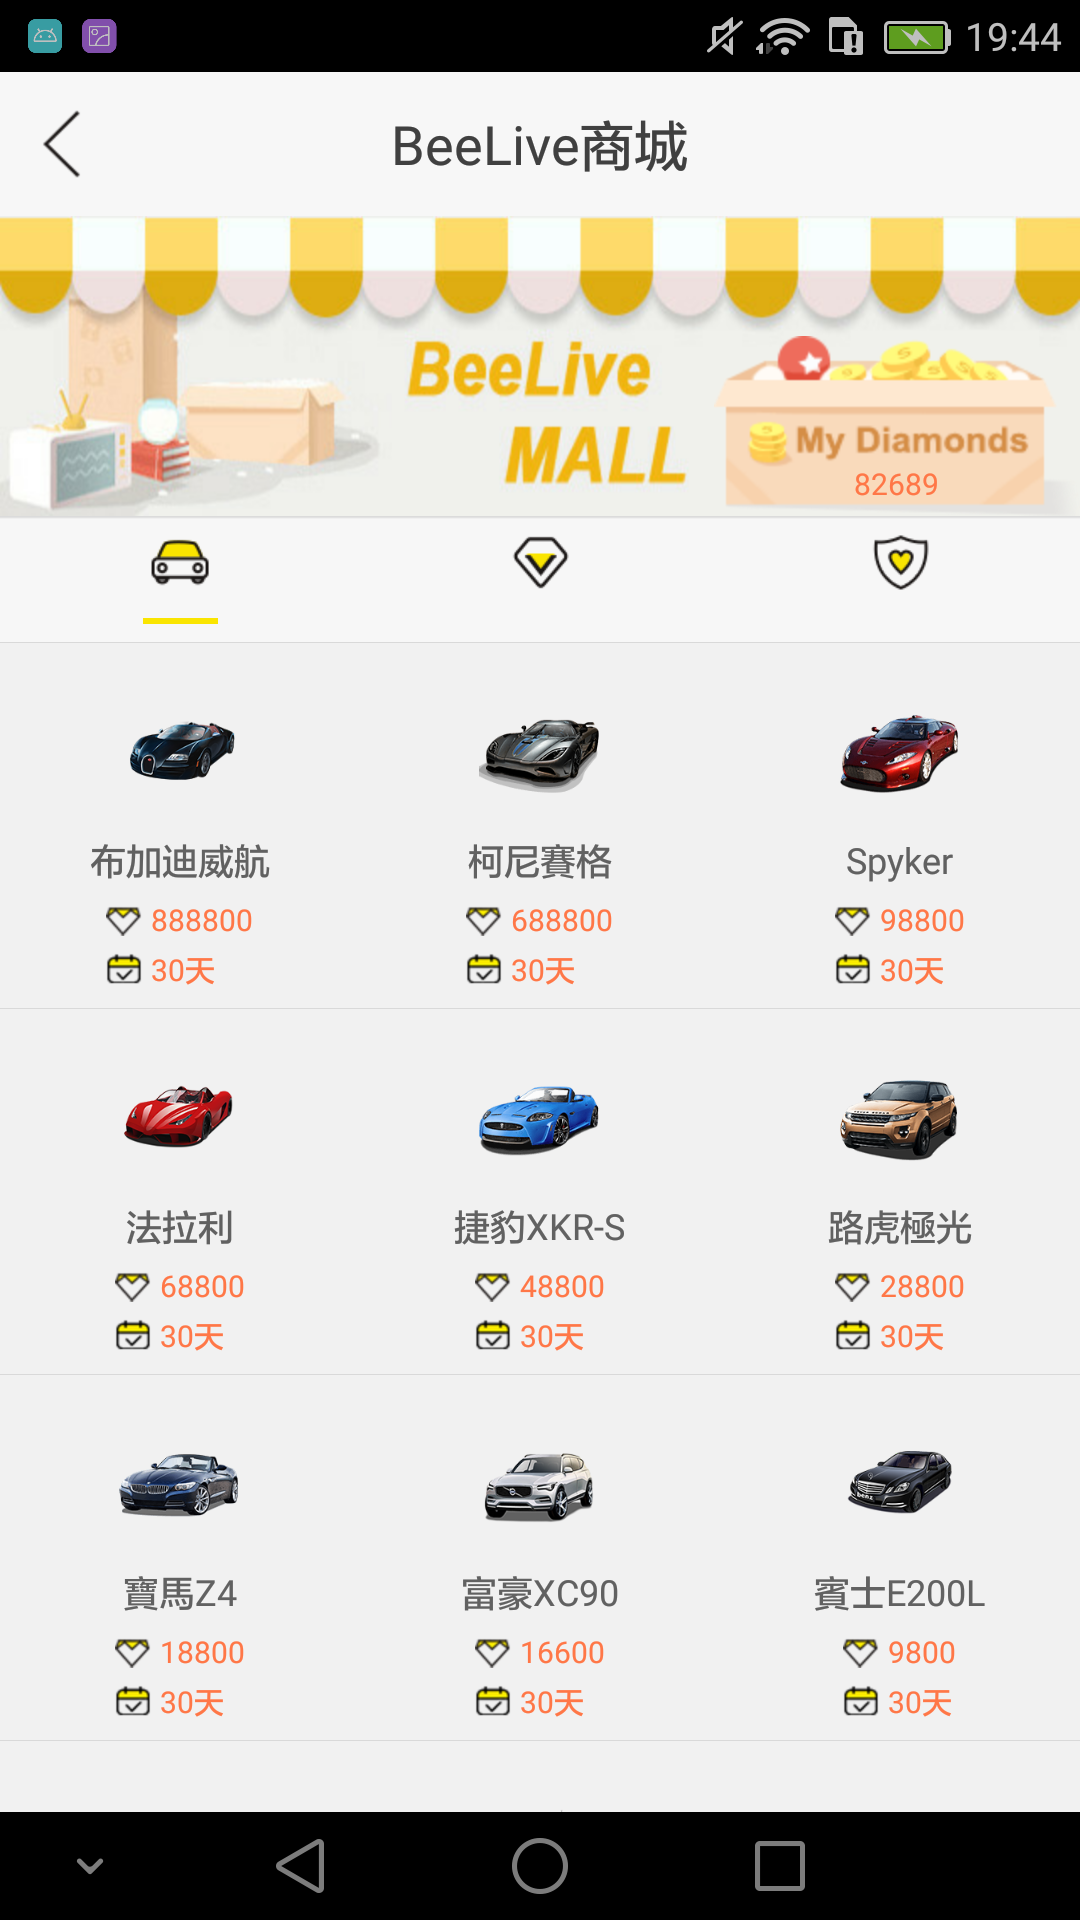 19:44
BeeLive商城
BeeLive
MALL
My Diamonds
82689
布加迪威航
888800
30天
柯尼賽格
688800
30天
Spyker
98800
30天
法拉利
68800
30天
捷豹XKR-S
48800
30天
路虎極光
28800
30天
寶馬Z4
18800
30天
富豪XC90
16600
30天
賓士E200L
9800
30天